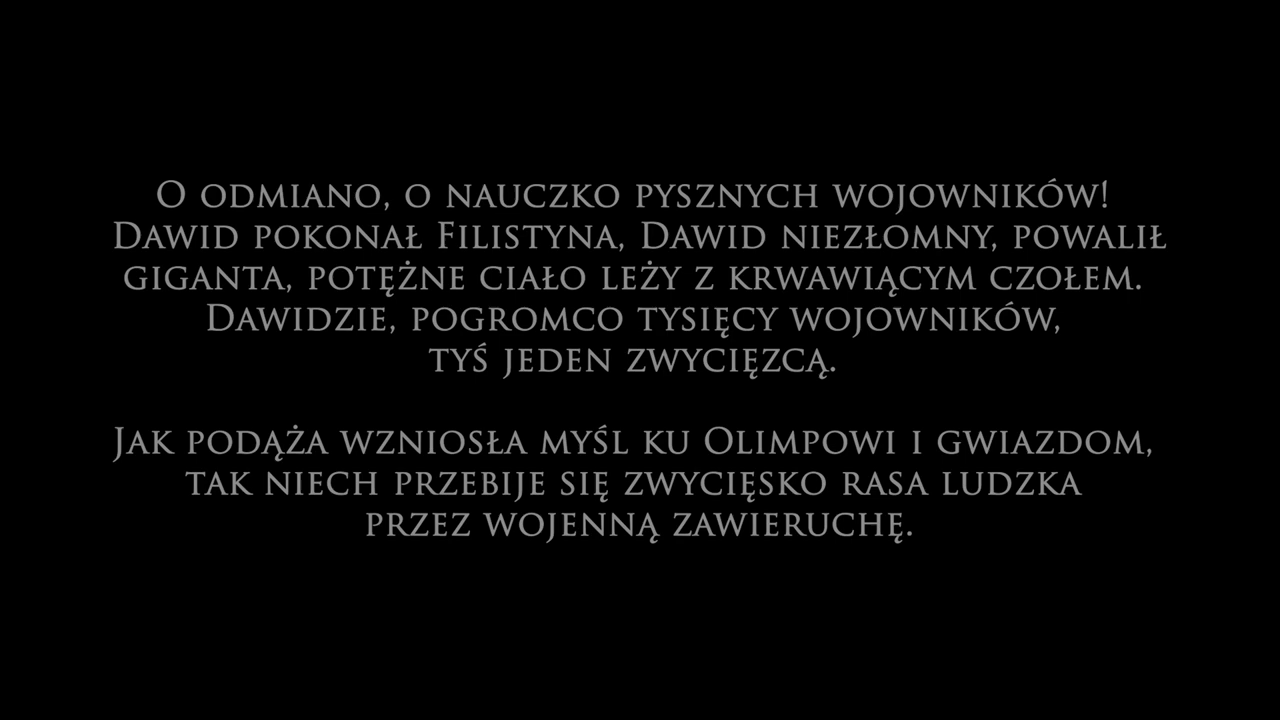 O odmiano, o nauczko pysznych wojowników!
Dawid pokonał Filistyna, Dawid niezłomny, powalił
giganta, potężne ciało leży z krwawiącym czołem.
Dawidzie, pogromco tysięcy wojowników,
tyś jeden zwycięzcą.
Jak podąża wzniosła myśl ku Olimpowi i gwiazdom,
tak niech przebije się zwycięsko rasa ludzka
przez wojenną zawieruchę.